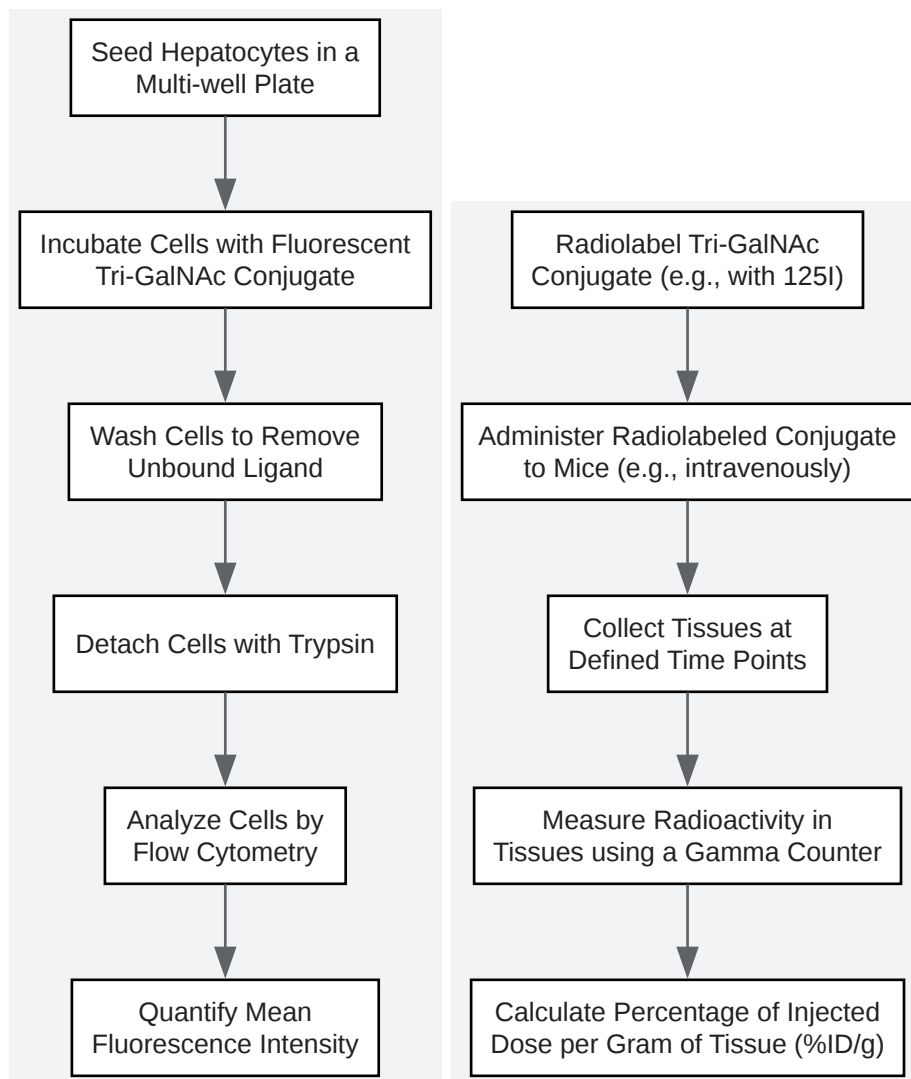 Seed Hepatocytes in a
Multi-well Plate
Incubate Cells with Fluorescent
Tri-GalNAc Conjugate
Wash Cells to Remove
Unbound Ligand
Detach Cells with Trypsin
Analyze Cells by
Flow Cytometry
Quantify Mean
Fluorescence Intensity
Radiolabel Tri-GalNAc
Conjugate (e.g., with 125I)
Administer Radiolabeled Conjugate
to Mice (e.g., intravenously)
Collect Tissues at
Defined Time Points
Measure Radioactivity in
Tissues using a Gamma Counter
Calculate Percentage of Injected
Dose per Gram of Tissue (%ID/g)